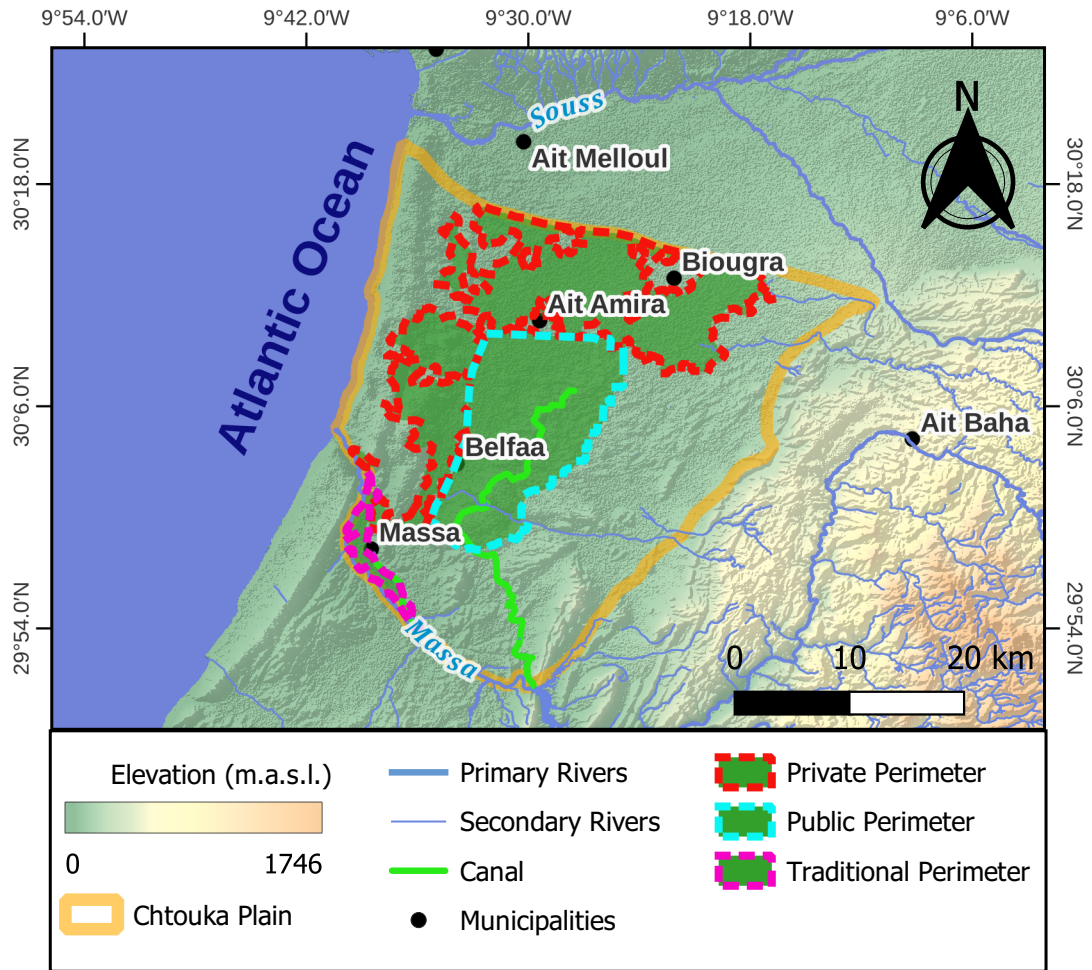 9°54.0'W 9°42.0'W 9°30.0'W 9°18.0'W 9°6.0'W
N
Souss
Ait Melloul
30°18.0'N
30°18.0'N
Atlantic Ocean
Biougra
Ait Amira
30°6.0'N
30°6.0'N
Ait Baha
Belfaa
Massa
29°54.0'N
29°54.0'N
Massa
0 10 20 km
Elevation (m.a.s.l.)
0 1746
Chtouka Plain
Primary Rivers
Secondary Rivers
Canal
Municipalities
Private Perimeter
Public Perimeter
Traditional Perimeter